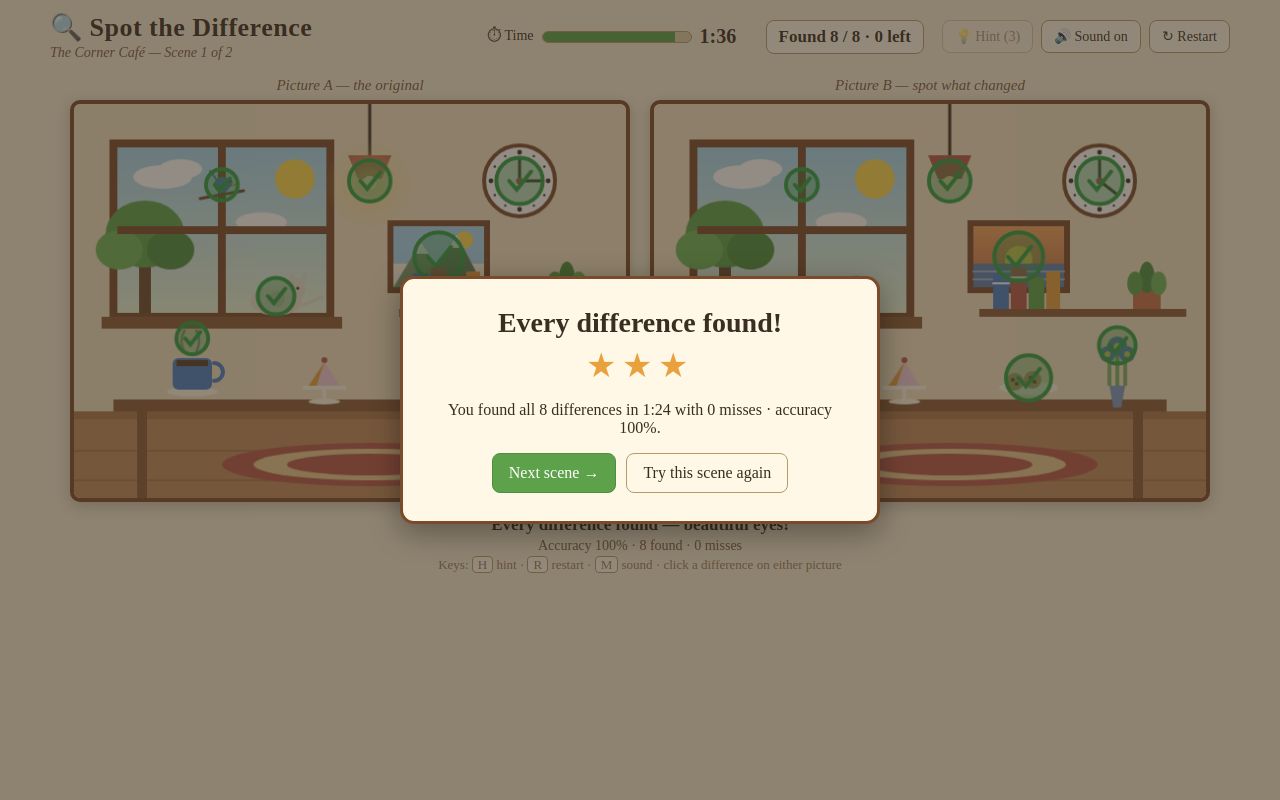 🔍 Spot the Difference
The Corner Café — Scene 1 of 2
⏱ Time 1:36
Found 8 / 8 · 0 left
💡 Hint (3)
🔊 Sound on
↻ Restart
Picture A — the original
Picture B — spot what changed
Every difference found!
★ ★ ★
You found all 8 differences in 1:24 with 0 misses · accuracy
100%.
Next scene →
Try this scene again
Every difference found — beautiful eyes!
Accuracy 100% · 8 found · 0 misses
Keys: H hint · R restart · M sound · click a difference on either picture